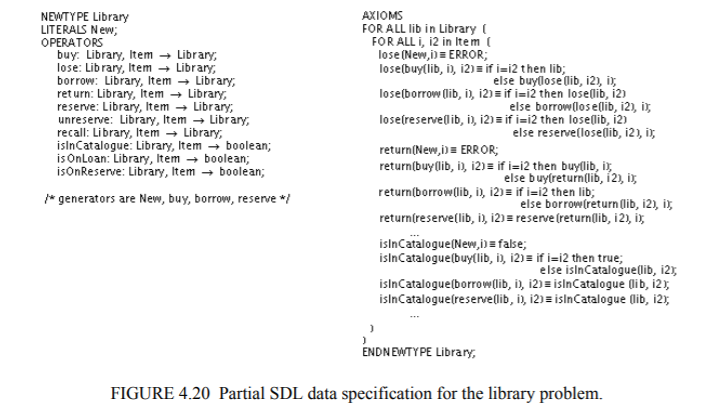 NEWTYPE Library
LITERALS New;
OPERATORS
buy: Library, Item → Library;
lose: Library, Item → Library;
borrow: Library, Item → Library;
return: Library, Item → Library;
reserve: Library, Item → Library;
unreserve: Library, Item → Library;
recall: Library, Item → Library;
isInCatalogue: Library, Item → boolean;
isOnLoan: Library, Item → boolean;
isOnReserve: Library, Item → boolean;
/* generators are New, buy, borrow, reserve */
AXIOMS
FOR ALL lib in Library (
FOR ALL i, i2 in Item (
lose(New,i) ≡ ERROR;
lose(buy(lib, i), i2) ≡ if i=i2 then lib;
else buy(lose(lib, i2), i);
lose(borrow(lib, i), i2) ≡ if i=i2 then lose(lib, i2)
else borrow(lose(lib, i2), i);
lose(reserve(lib, i), i2) ≡ if i=i2 then lose(lib, i2)
else reserve(lose(lib, i2), i);
return(New,i) ≡ ERROR;
return(buy(lib, i), i2) ≡ if i=i2 then buy(lib, i);
else buy(return(lib, i2), i);
return(borrow(lib, i), i2) ≡ if i=i2 then lib;
else borrow(return(lib, i2), i);
return(reserve(lib, i), i2) ≡ reserve(return(lib, i2), i);
...
isInCatalogue(New,i) ≡ false;
isInCatalogue(buy(lib, i), i2) ≡ if i=i2 then true;
else isInCatalogue(lib, i2);
isInCatalogue(borrow(lib, i), i2) ≡ isInCatalogue (lib, i2);
isInCatalogue(reserve(lib, i), i2) ≡ isInCatalogue (lib, i2);
...
)
)
ENDNEWTYPE Library;
FIGURE 4.20 Partial SDL data specification for the library problem.